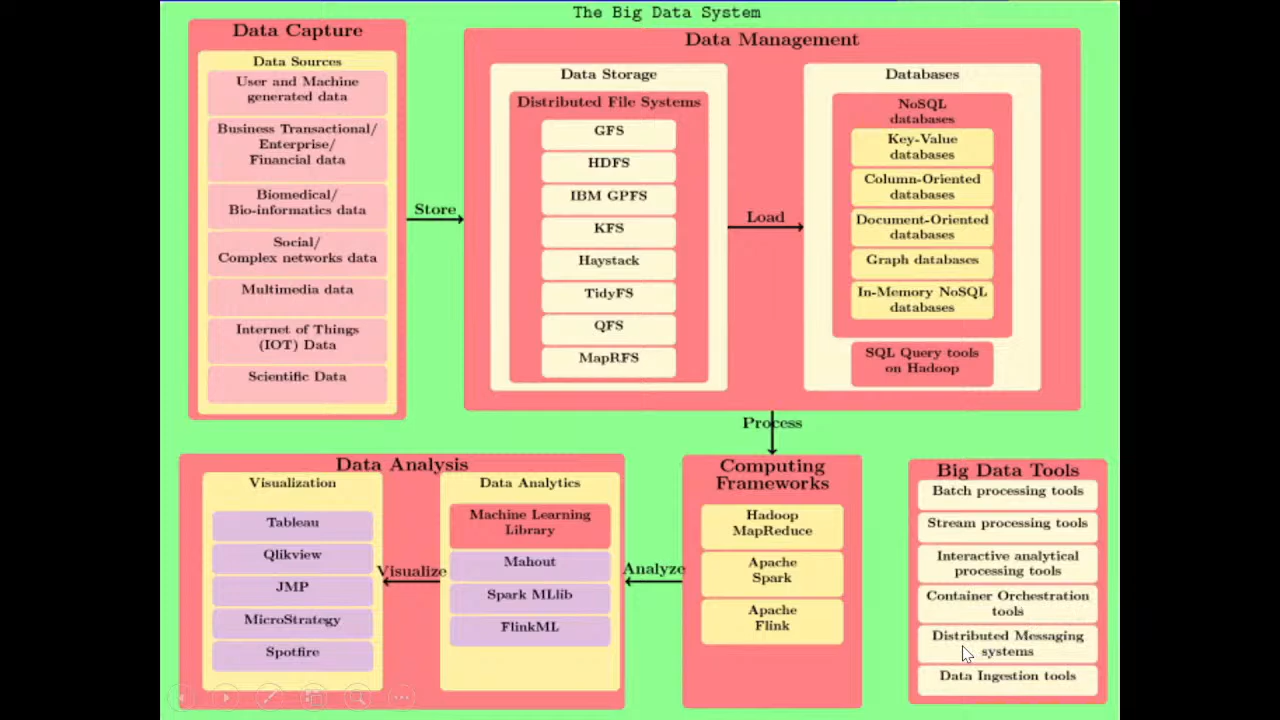 The Big Data System
Data Capture
Data Sources
User and Machine
generated data
Business Transactional/
Enterprise/
Financial data
Biomedical/
Bio-informatics data
Social/
Complex networks data
Multimedia data
Internet of Things
(IOT) Data
Scientific Data
Store
Data Management
Data Storage
Distributed File Systems
GFS
HDFS
IBM GPFS
KFS
Haystack
TidyFS
QFS
MapRFS
Load
Databases
NoSQL
databases
Key-Value
databases
Column-Oriented
databases
Document-Oriented
databases
Graph databases
In-Memory NoSQL
databases
SQL Query tools
on Hadoop
Process
Data Analysis
Visualization
Tableau
Qlikview
JMP
MicroStrategy
Spotfire
Visualize
Data Analytics
Machine Learning
Library
Mahout
Spark MLlib
FlinkML
Analyze
Computing
Frameworks
Hadoop
MapReduce
Apache
Spark
Apache
Flink
Big Data Tools
Batch processing tools
Stream processing tools
Interactive analytical
processing tools
Container Orchestration
tools
Distributed Messaging
systems
Data Ingestion tools